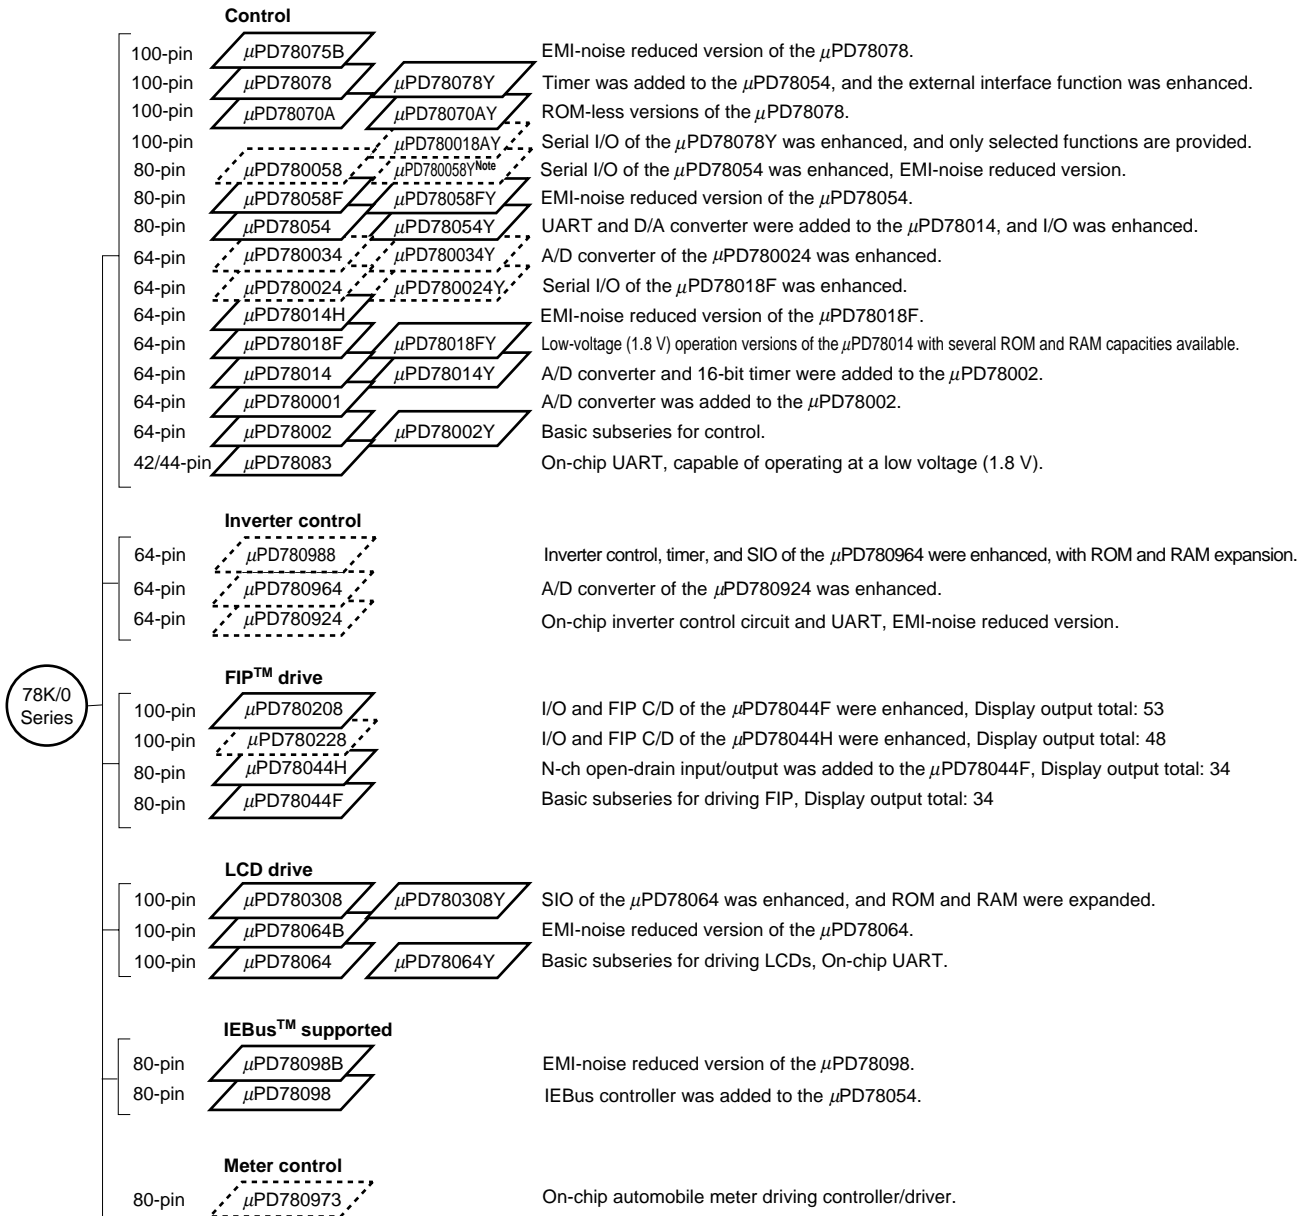 Control
100-pin μPD78075B EMI-noise reduced version of the μPD78078.
100-pin μPD78078 μPD78078Y Timer was added to the μPD78054, and the external interface function was enhanced.
100-pin μPD78070A μPD78070AY ROM-less versions of the μPD78078.
100-pin μPD780018AY Serial I/O of the μPD78078Y was enhanced, and only selected functions are provided.
80-pin μPD780058 μPD780058YNote Serial I/O of the μPD78054 was enhanced, EMI-noise reduced version.
80-pin μPD78058F μPD78058FY EMI-noise reduced version of the μPD78054.
80-pin μPD78054 μPD78054Y UART and D/A converter were added to the μPD78014, and I/O was enhanced.
64-pin μPD780034 μPD780034Y A/D converter of the μPD780024 was enhanced.
64-pin μPD780024 μPD780024Y Serial I/O of the μPD78018F was enhanced.
64-pin μPD78014H EMI-noise reduced version of the μPD78018F.
64-pin μPD78018F μPD78018FY Low-voltage (1.8 V) operation versions of the μPD78014 with several ROM and RAM capacities available.
64-pin μPD78014 μPD78014Y A/D converter and 16-bit timer were added to the μPD78002.
64-pin μPD780001 A/D converter was added to the μPD78002.
64-pin μPD78002 μPD78002Y Basic subseries for control.
42/44-pin μPD78083 On-chip UART, capable of operating at a low voltage (1.8 V).
Inverter control
64-pin μPD780988 Inverter control, timer, and SIO of the μPD780964 were enhanced, with ROM and RAM expansion.
64-pin μPD780964 A/D converter of the μPD780924 was enhanced.
64-pin μPD780924 On-chip inverter control circuit and UART, EMI-noise reduced version.
78K/0
Series
FIPTM drive
100-pin μPD780208 I/O and FIP C/D of the μPD78044F were enhanced, Display output total: 53
100-pin μPD780228 I/O and FIP C/D of the μPD78044H were enhanced, Display output total: 48
80-pin μPD78044H N-ch open-drain input/output was added to the μPD78044F, Display output total: 34
80-pin μPD78044F Basic subseries for driving FIP, Display output total: 34
LCD drive
100-pin μPD780308 μPD780308Y SIO of the μPD78064 was enhanced, and ROM and RAM were expanded.
100-pin μPD78064B EMI-noise reduced version of the μPD78064.
100-pin μPD78064 μPD78064Y Basic subseries for driving LCDs, On-chip UART.
IEBusTM supported
80-pin μPD78098B EMI-noise reduced version of the μPD78098.
80-pin μPD78098 IEBus controller was added to the μPD78054.
Meter control
80-pin μPD780973 On-chip automobile meter driving controller/driver.